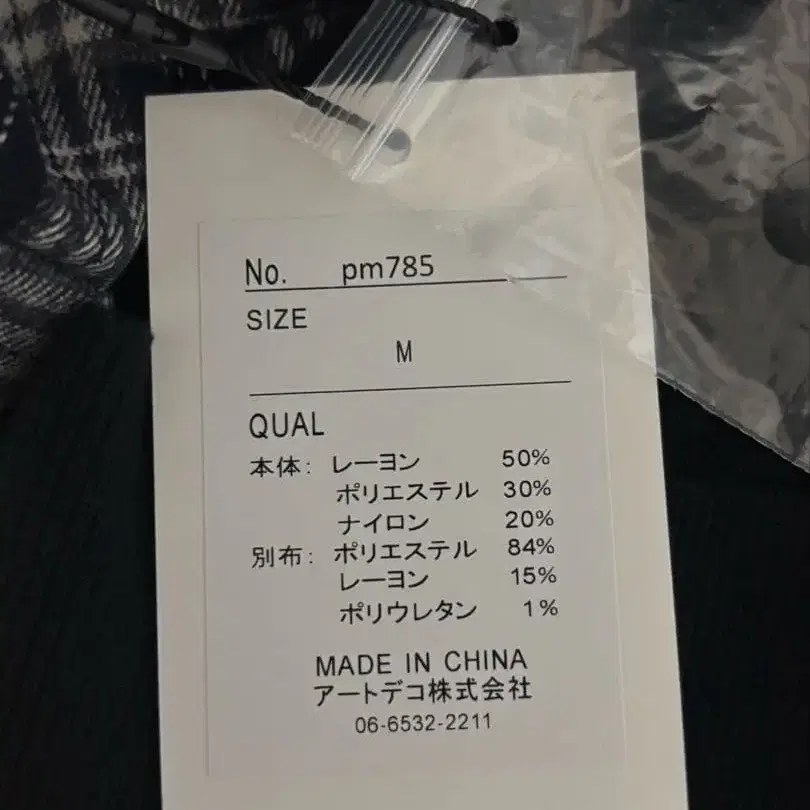 No. pm785
SIZE
M
QUAL
本体: レーヨン 50%
ポリエステル 30%
ナイロン 20%
別布: ポリエステル 84%
レーヨン 15%
ポリウレタン 1%
MADE IN CHINA
アートデコ株式会社
06-6532-2211